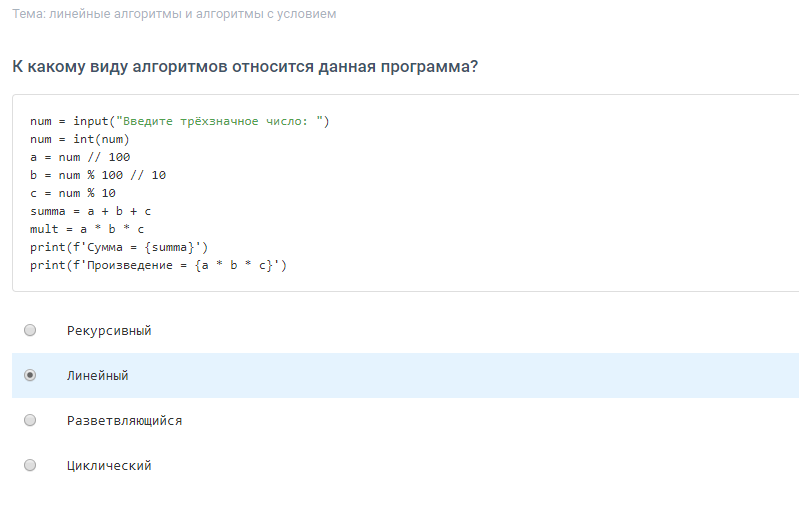 Тема: линейные алгоритмы и алгоритмы с условием
К какому виду алгоритмов относится данная программа?
num = input("Введите трёхзначное число: ")
num = int(num)
a = num // 100
b = num % 100 // 10
c = num % 10
summa = a + b + c
mult = a * b * c
print(f'Сумма = {summa}')
print(f'Произведение = {a * b * c}')
Рекурсивный
Линейный
Разветвляющийся
Циклический